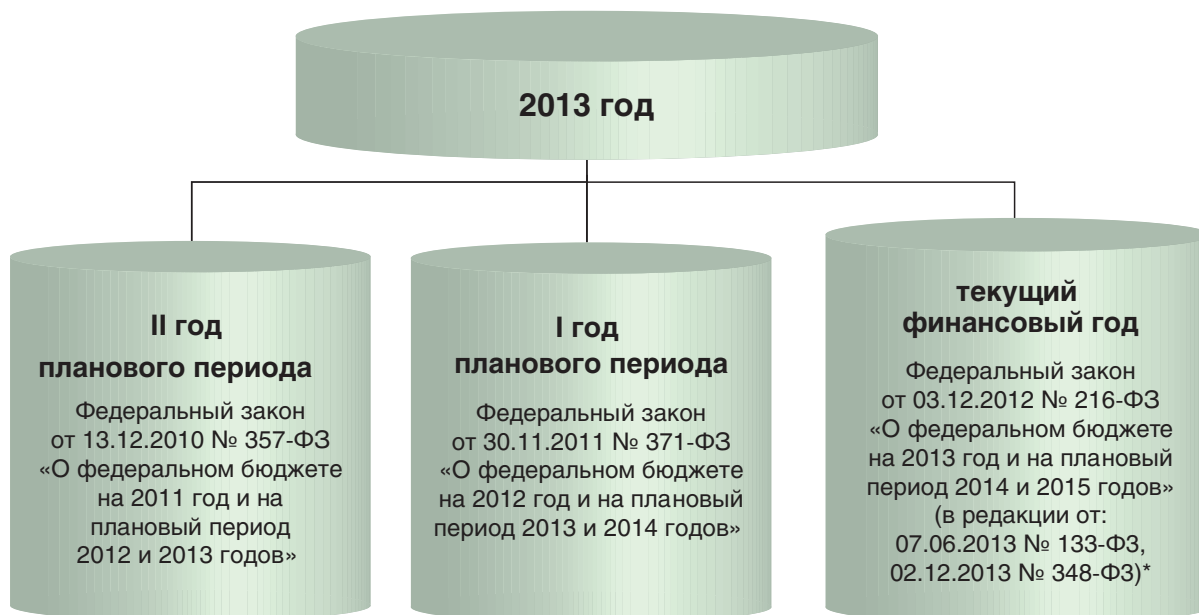 2013 год
II год
планового периода
Федеральный закон
от 13.12.2010 № 357-ФЗ
«О федеральном бюджете
на 2011 год и на
плановый период
2012 и 2013 годов»
I год
планового периода
Федеральный закон
от 30.11.2011 № 371-ФЗ
«О федеральном бюджете
на 2012 год и на плановый
период 2013 и 2014 годов»
текущий
финансовый год
Федеральный закон
от 03.12.2012 № 216-ФЗ
«О федеральном бюджете
на 2013 год и на плановый
период 2014 и 2015 годов»
(в редакции от:
07.06.2013 № 133-ФЗ,
02.12.2013 № 348-ФЗ)*